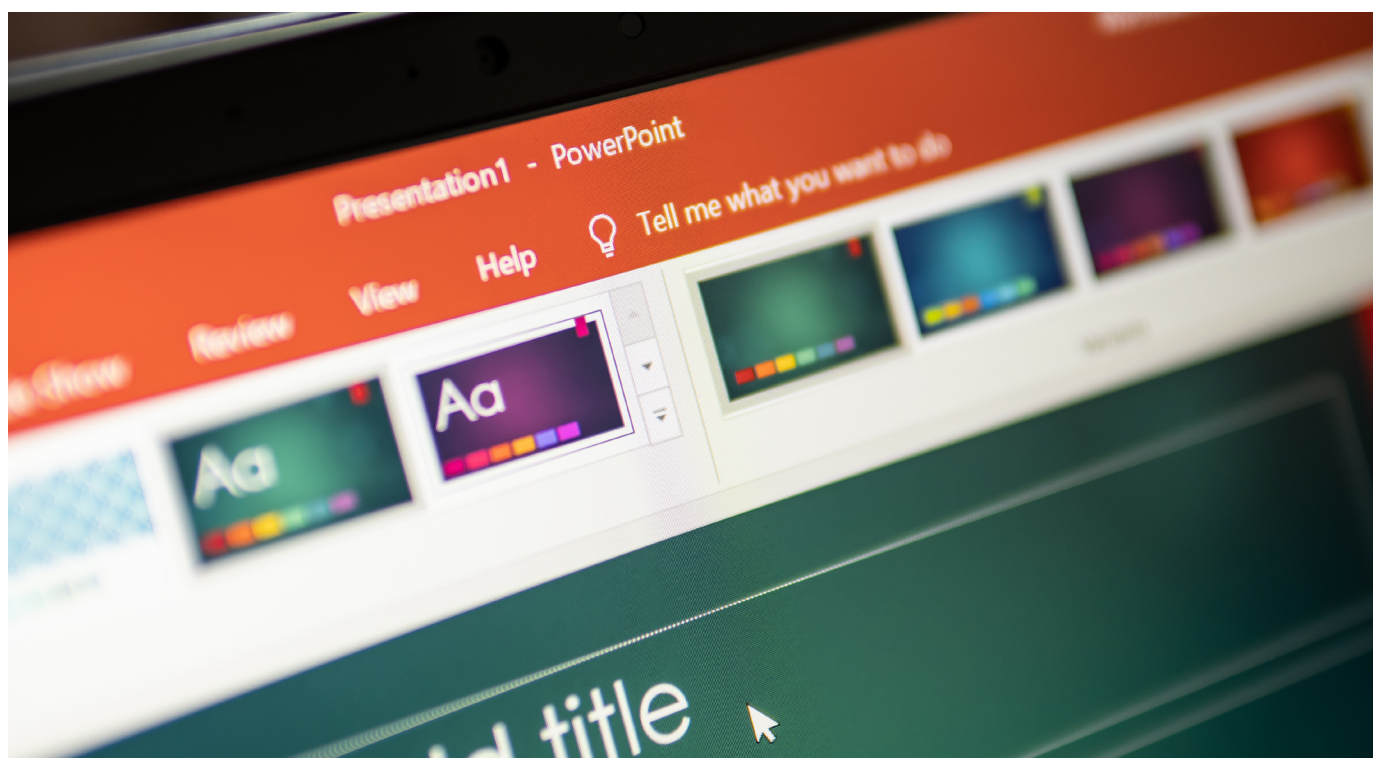 Presentation1 - PowerPoint
Show Review View Help Tell me what you want to do
Aa Aa
title